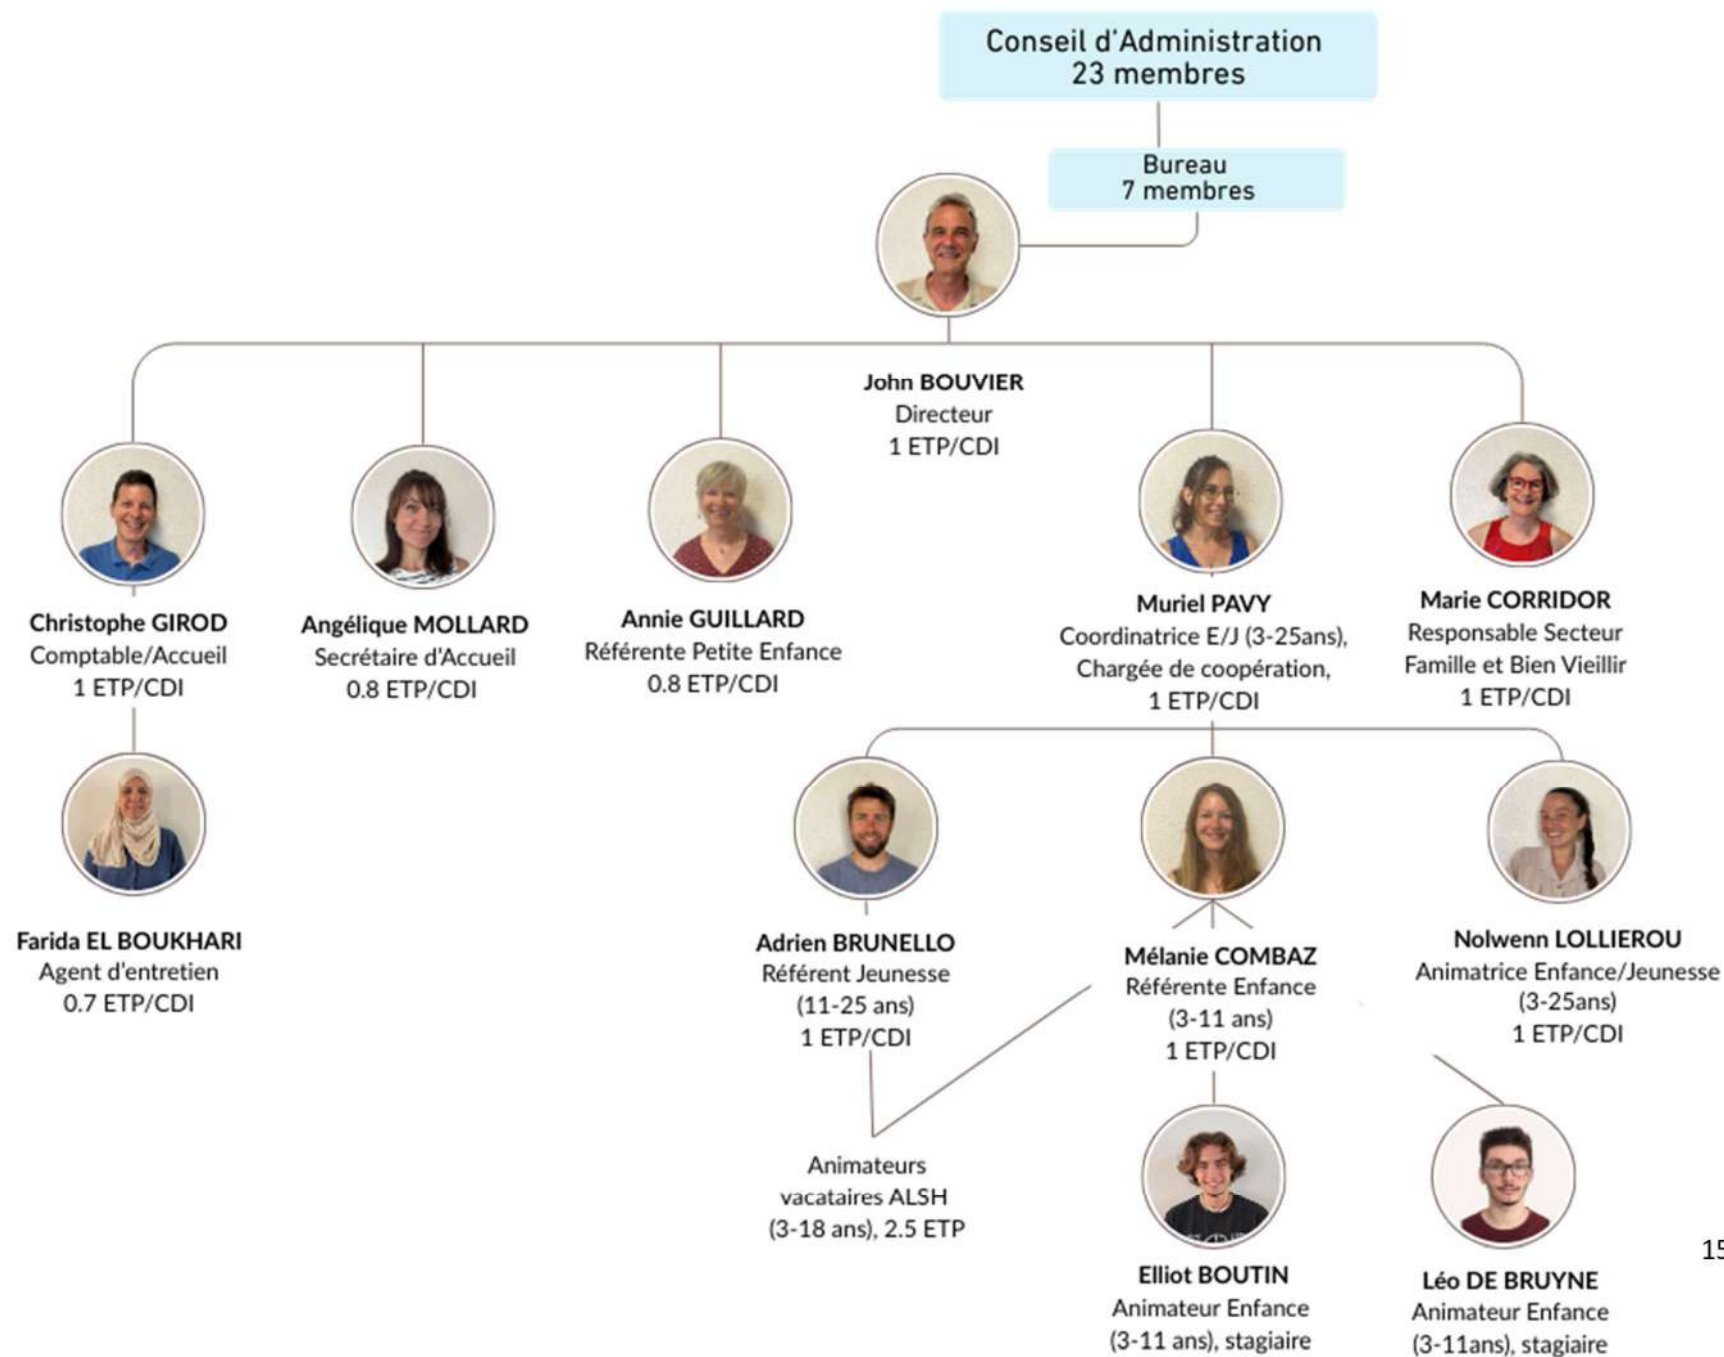 Conseil d'Administration
23 membres
Bureau
7 membres
John BOUVIER
Directeur
1 ETP/CDI
Christophe GIROD
Comptable/Accueil
1 ETP/CDI
Angélique MOLLARD
Secrétaire d'Accueil
0.8 ETP/CDI
Annie GUILLARD
Référente Petite Enfance
0.8 ETP/CDI
Muriel PAVY
Coordinatrice E/J (3-25ans),
Chargée de coopération,
1 ETP/CDI
Marie CORRIDOR
Responsable Secteur
Famille et Bien Vieillir
1 ETP/CDI
Farida EL BOUKHARI
Agent d'entretien
0.7 ETP/CDI
Adrien BRUNELLO
Référent Jeunesse
(11-25 ans)
1 ETP/CDI
Mélanie COMBAZ
Référente Enfance
(3-11 ans)
1 ETP/CDI
Nolwenn LOLLIEROU
Animatrice Enfance/Jeunesse
(3-25ans)
1 ETP/CDI
Animateurs
vacataires ALSH
(3-18 ans), 2.5 ETP
Elliot BOUTIN
Animateur Enfance
(3-11 ans), stagiaire
Léo DE BRUYNE
Animateur Enfance
(3-11ans), stagiaire
15